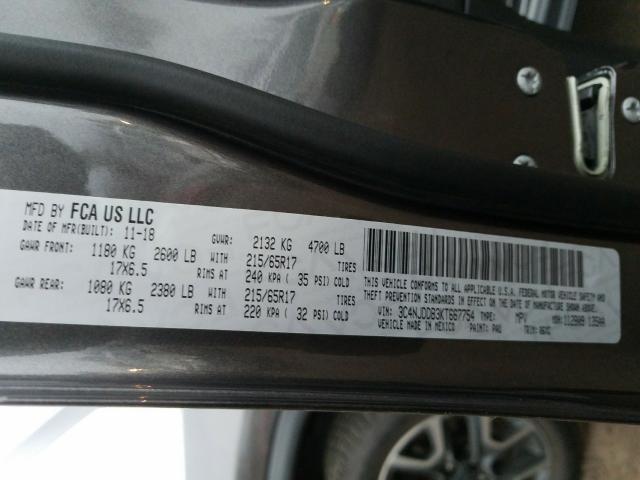 MFD BY FCA US LLC
DATE OF MFR(BUILT): 11-18 GVWR: 2132 KG 4700 LB
GAWR FRONT: 1180 KG 2600 LB WITH 215/65R17 TIRES
17X6.5 RIMS AT 240 KPA ( 35 PSI) COLD
GAWR REAR: 1080 KG 2380 LB WITH 215/65R17 TIRES
17X6.5 RIMS AT 220 KPA ( 32 PSI) COLD
THIS VEHICLE CONFORMS TO ALL APPLICABLE U.S.A. FEDERAL MOTOR VEHICLE SAFETY AND
THEFT PREVENTION STANDARDS IN EFFECT ON THE DATE OF MANUFACTURE SHOWN ABOVE.
VIN: 3C4NJDDB3KT667754 TYPE: MPV MDH:
VEHICLE MADE IN MEXICO PAINT: PAU TRIM: